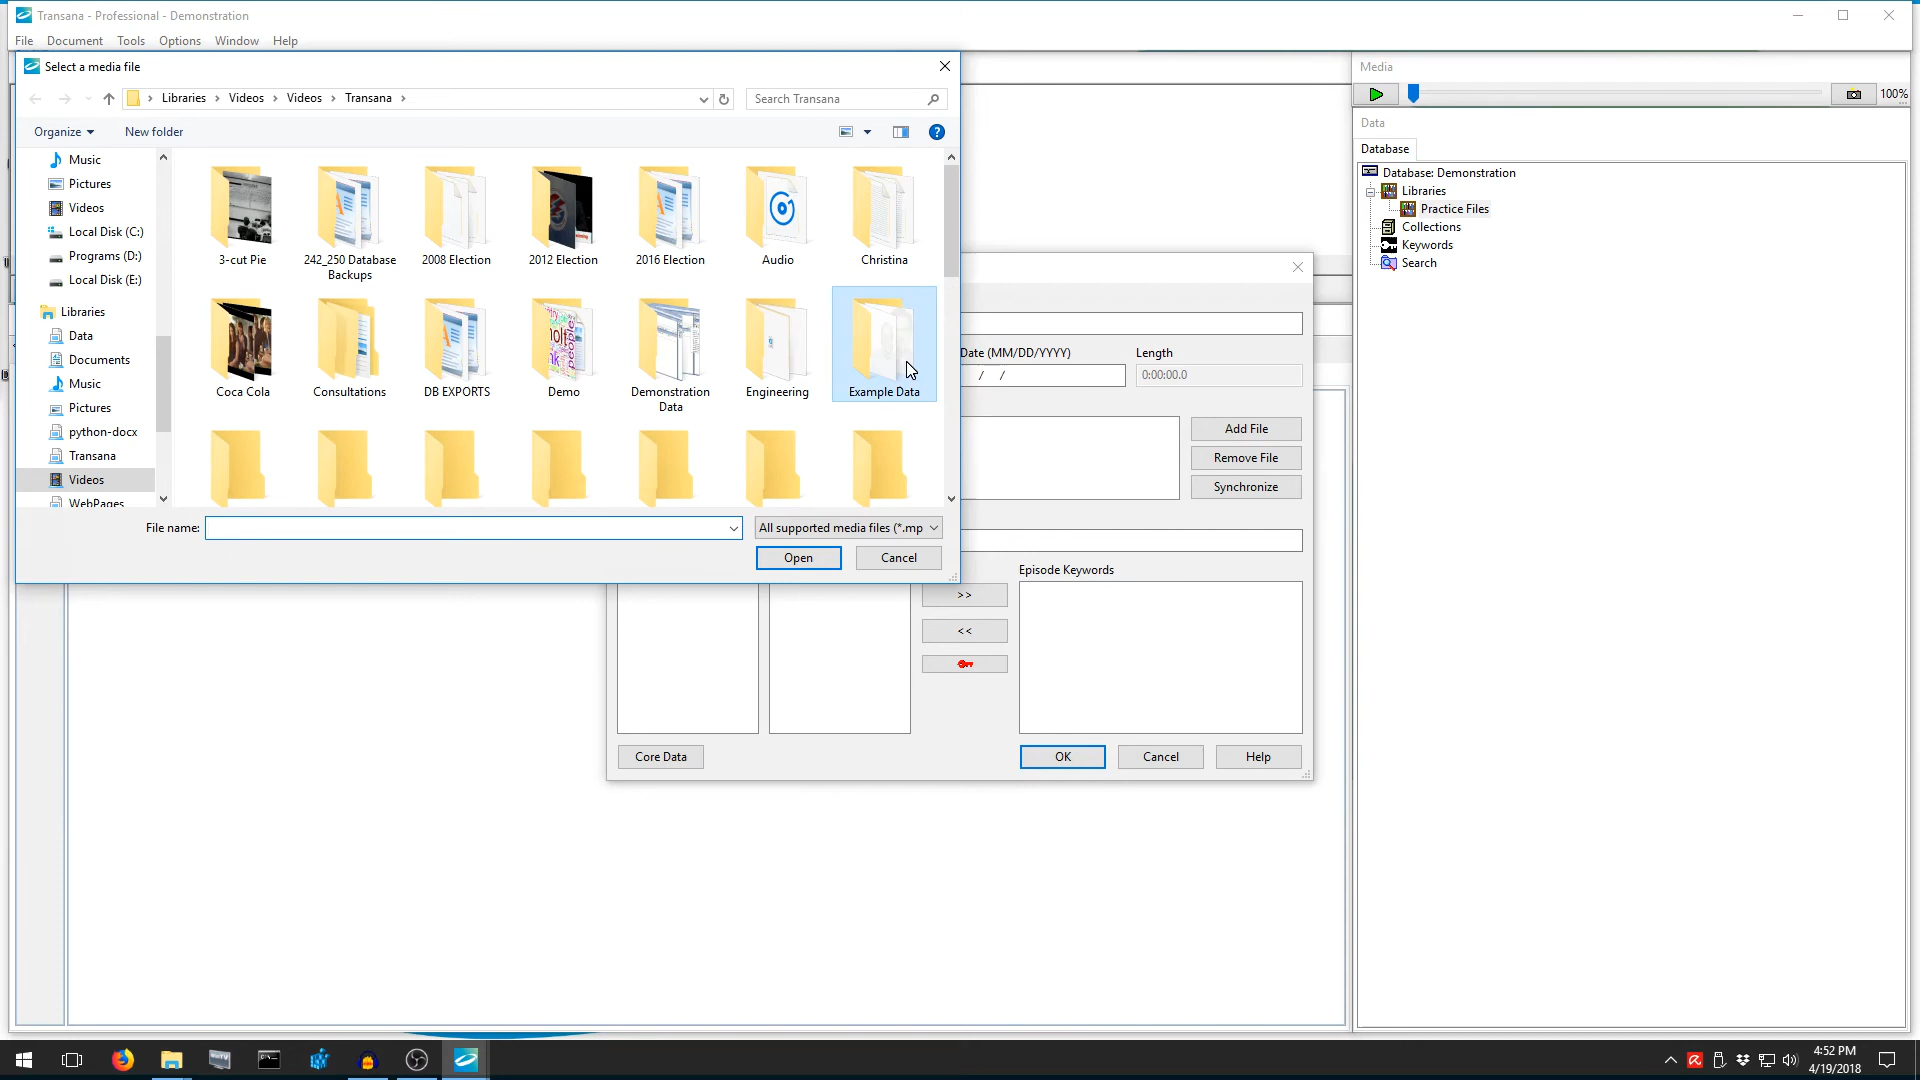 Transana - Professional - Demonstration
File Document Tools Options Window Help
Select a media file
Libraries Videos Videos Transana
Search Transana
Organize
New folder
Music
Pictures
Videos
Local Disk (C:)
Programs (D:)
Local Disk (E:)
Libraries
Data
Documents
Music
Pictures
python-docx
Transana
Videos
WebPages
3-cut Pie
242_250 Database
Backups
2008 Election
2012 Election
2016 Election
Audio
Christina
Coca Cola
Consultations
DB EXPORTS
Demo
Demonstration
Data
Engineering
Example Data
File name:
All supported media files (*.mp
Open
Cancel
Date (MM/DD/YYYY)
Length
/ /
0:00:00.0
Add File
Remove File
Synchronize
Episode Keywords
>>
<<
Core Data
OK
Cancel
Help
Media
100%
Data
Database
Database: Demonstration
Libraries
Practice Files
Collections
Keywords
Search
4:52 PM
4/19/2018